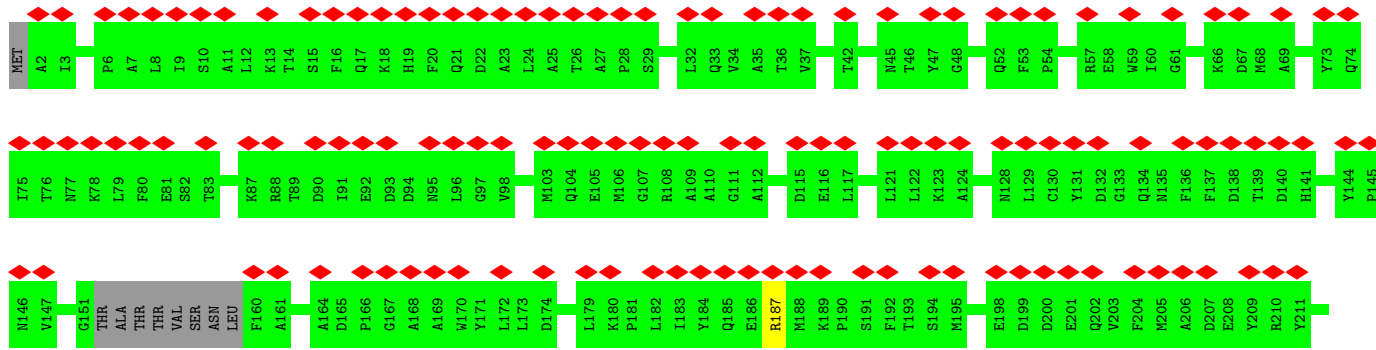 MET A2 I3 P6 A7 L8 I9 S10 A11 L12 K13 T14 S15 F16 Q17 K18 H19 F20 Q21 D22 A23 L24 A25 T26 A27 P28 S29 L32 Q33 V34 A35 T36 V37 T42 N45 T46 Y47 G48 Q52 F53 P54 R57 E58 W59 I60 G61 K66 D67 M68 A69 Y73 Q74
I75 T76 N77 K78 L79 F80 E81 S82 T83 K87 R88 T89 D90 I91 E92 D93 D94 N95 L96 G97 V98 M103 Q104 E105 M106 G107 R108 A109 A110 G111 A112 D115 E116 L117 L121 L122 K123 A124 N128 L129 C130 Y131 D132 G133 Q134 N135 F136 F137 D138 T139 D140 H141 Y144 P145
N146 V147 G151 THR ALA THR THR VAL SER ASN LEU F160 A161 A164 D165 P166 G167 A168 A169 W170 Y171 L172 L173 D174 L179 K180 P181 L182 I183 Y184 Q185 E186 R187 M188 K189 P190 S191 F192 T193 S194 M195 E198 D199 D200 E201 Q202 V203 F204 M205 A206 D207 E208 Y209 R210 Y211